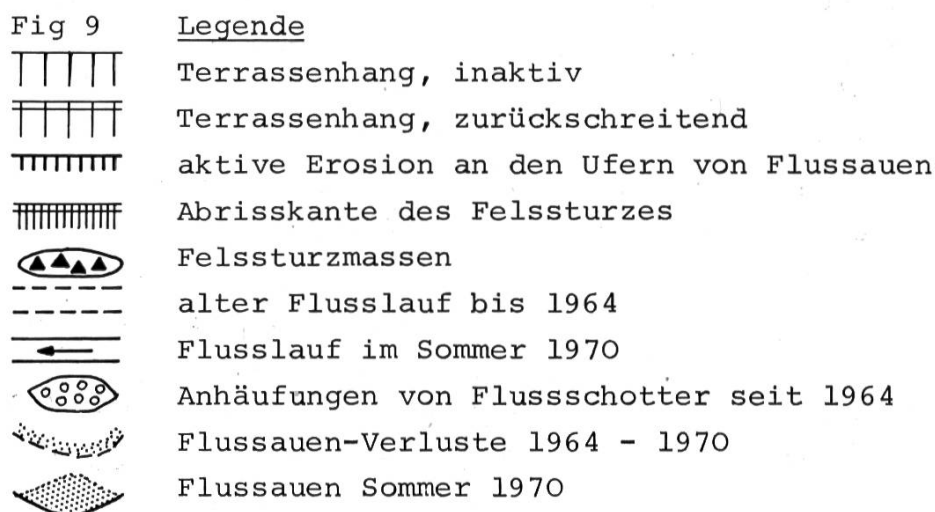 Fig 9 Legende
Terrassenhang, inaktiv
Terrassenhang, zurückschreitend
aktive Erosion an den Ufern von Flussauen
Abrisskante des Felssturzes
Felssturzmassen
alter Flusslauf bis 1964
Flusslauf im Sommer 1970
Anhäufungen von Flussschotter seit 1964
Flussauen-Verluste 1964 - 1970
Flussauen Sommer 1970